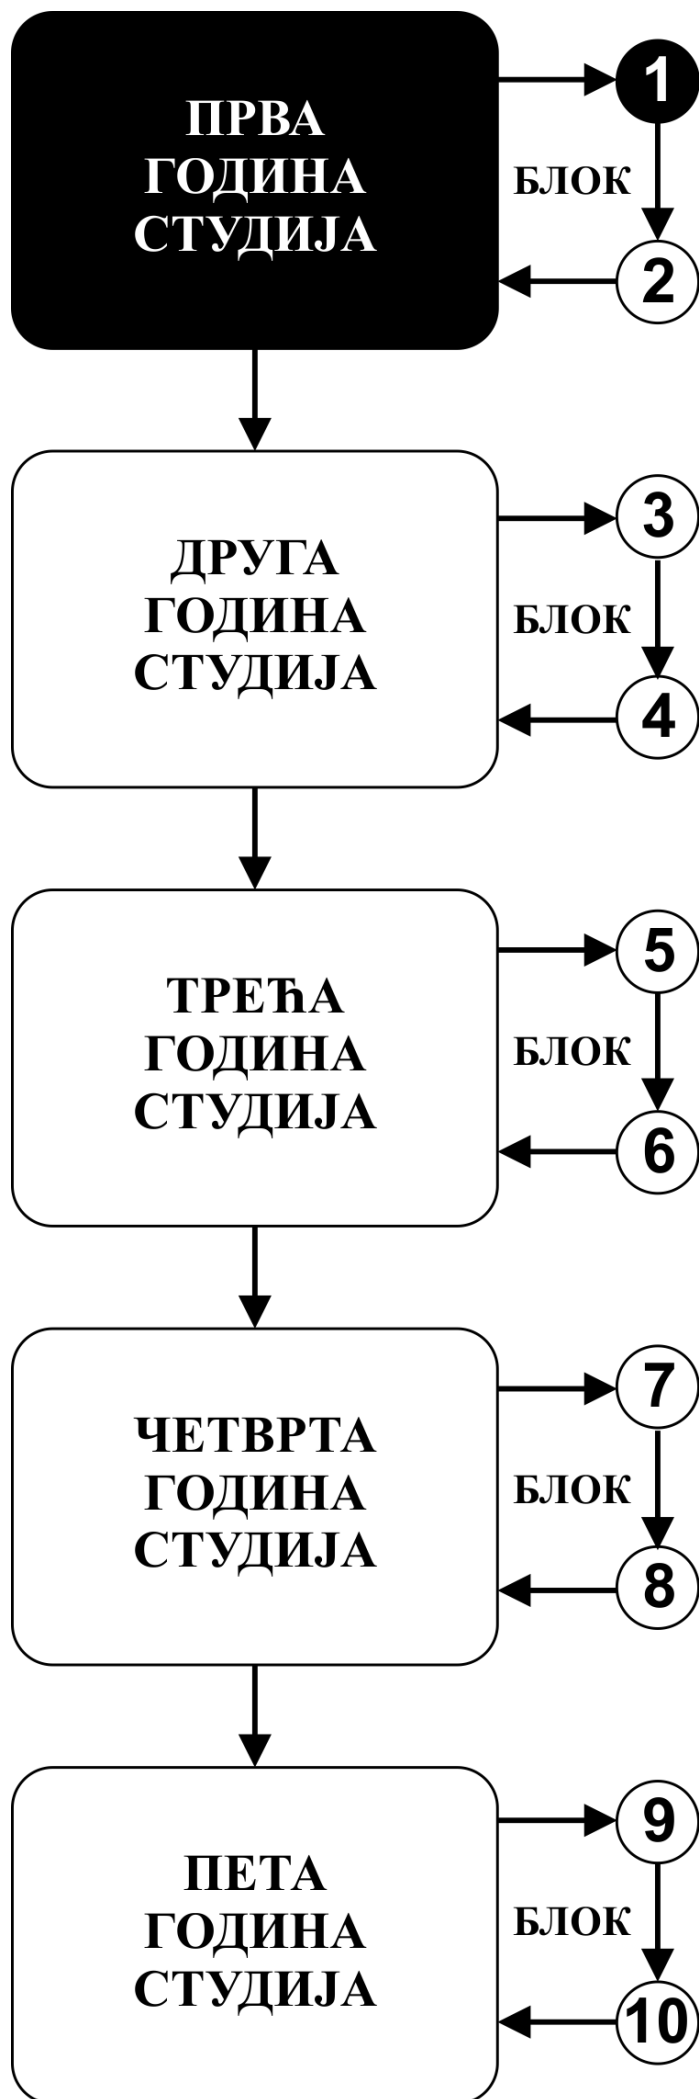 ПРВА
ГОДИНА
СТУДИЈА
1
БЛОК
2
ДРУГА
ГОДИНА
СТУДИЈА
3
БЛОК
4
ТРЕЋА
ГОДИНА
СТУДИЈА
5
БЛОК
6
ЧЕТВРТА
ГОДИНА
СТУДИЈА
7
БЛОК
8
ПЕТА
ГОДИНА
СТУДИЈА
9
БЛОК
10